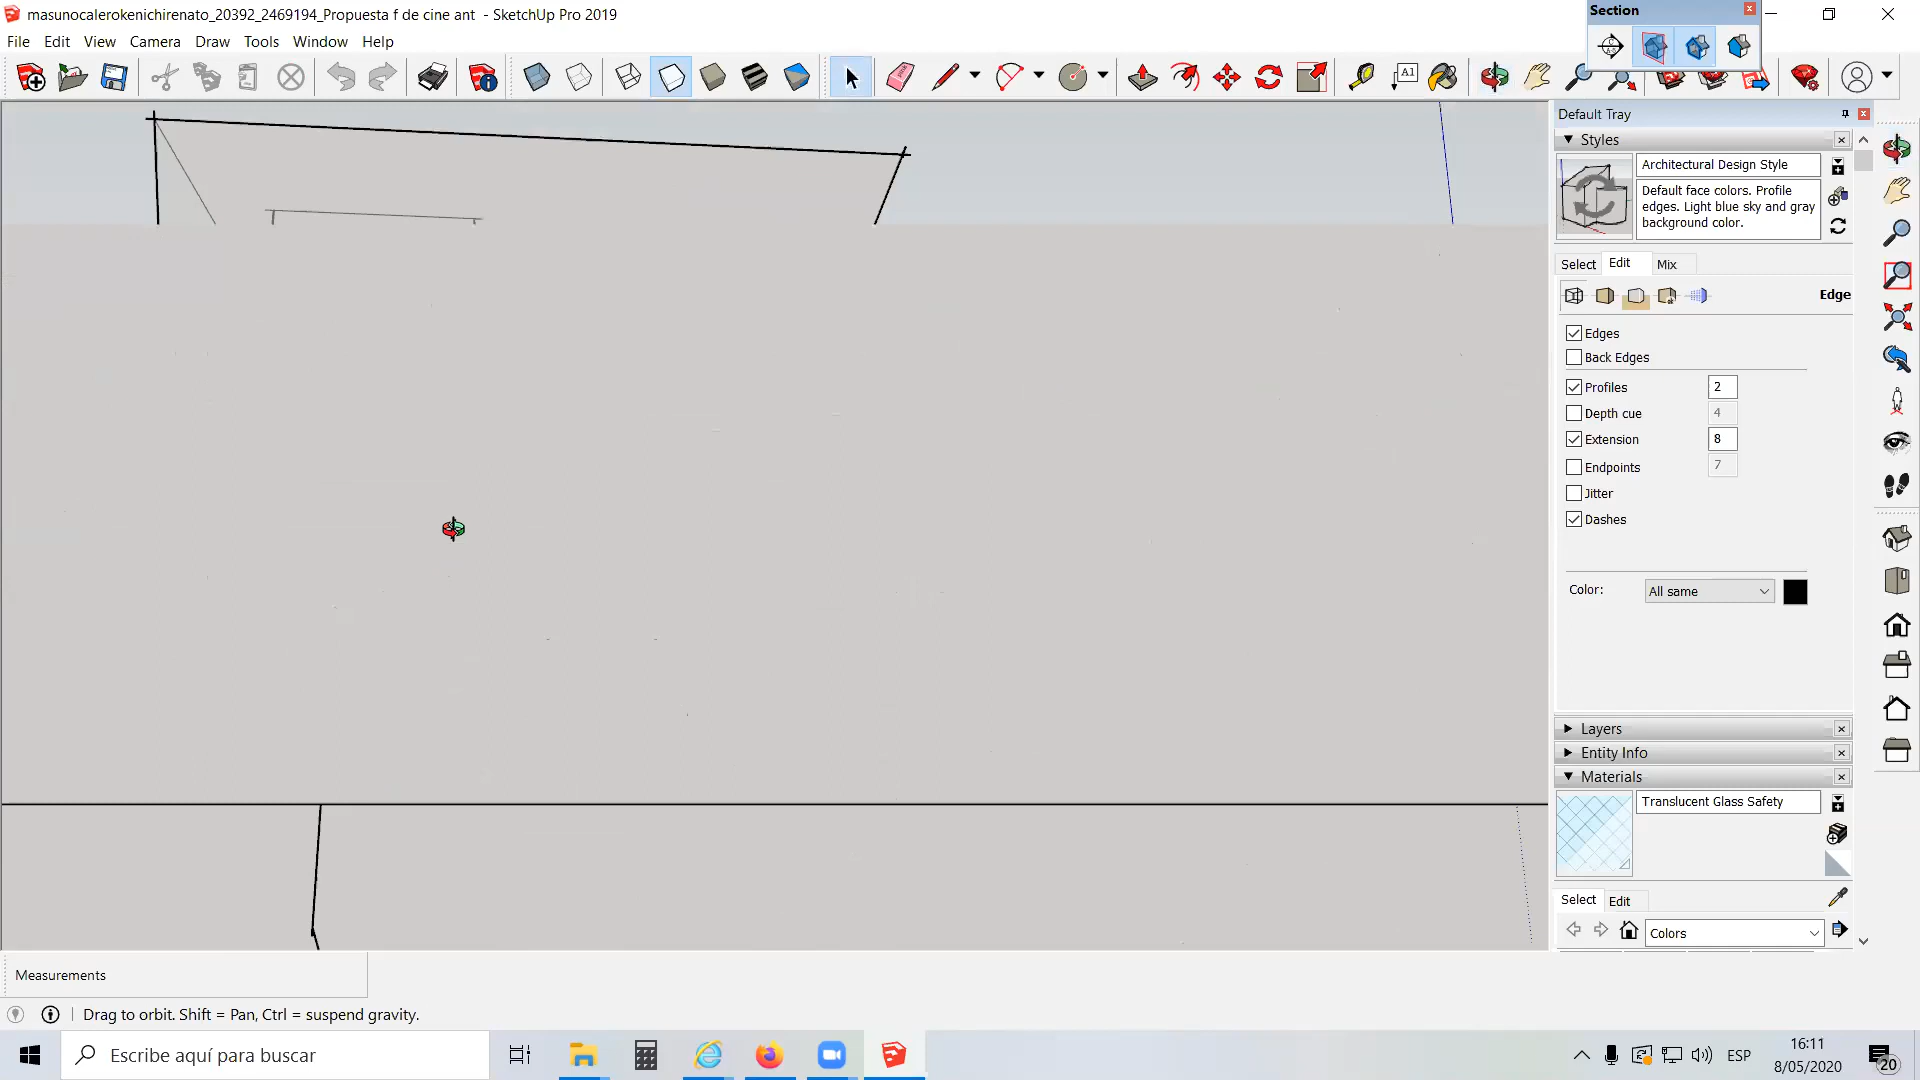 masunocalerokenichirenato_20392_2469194_Propuesta f de cine ant - SketchUp Pro 2019
Section
File Edit View Camera Draw Tools Window Help
A1
Default Tray
Styles
Architectural Design Style
Default face colors. Profile
edges. Light blue sky and gray
background color.
Select Edit Mix
Edge
Edges
Back Edges
Profiles 2
Depth cue 4
Extension 8
Endpoints 7
Jitter
Dashes
Color: All same
Layers
Entity Info
Materials
Translucent Glass Safety
Select Edit
Colors
Measurements
Drag to orbit. Shift = Pan, Ctrl = suspend gravity.
Escribe aquí para buscar
ESP
16:11
8/05/2020
20